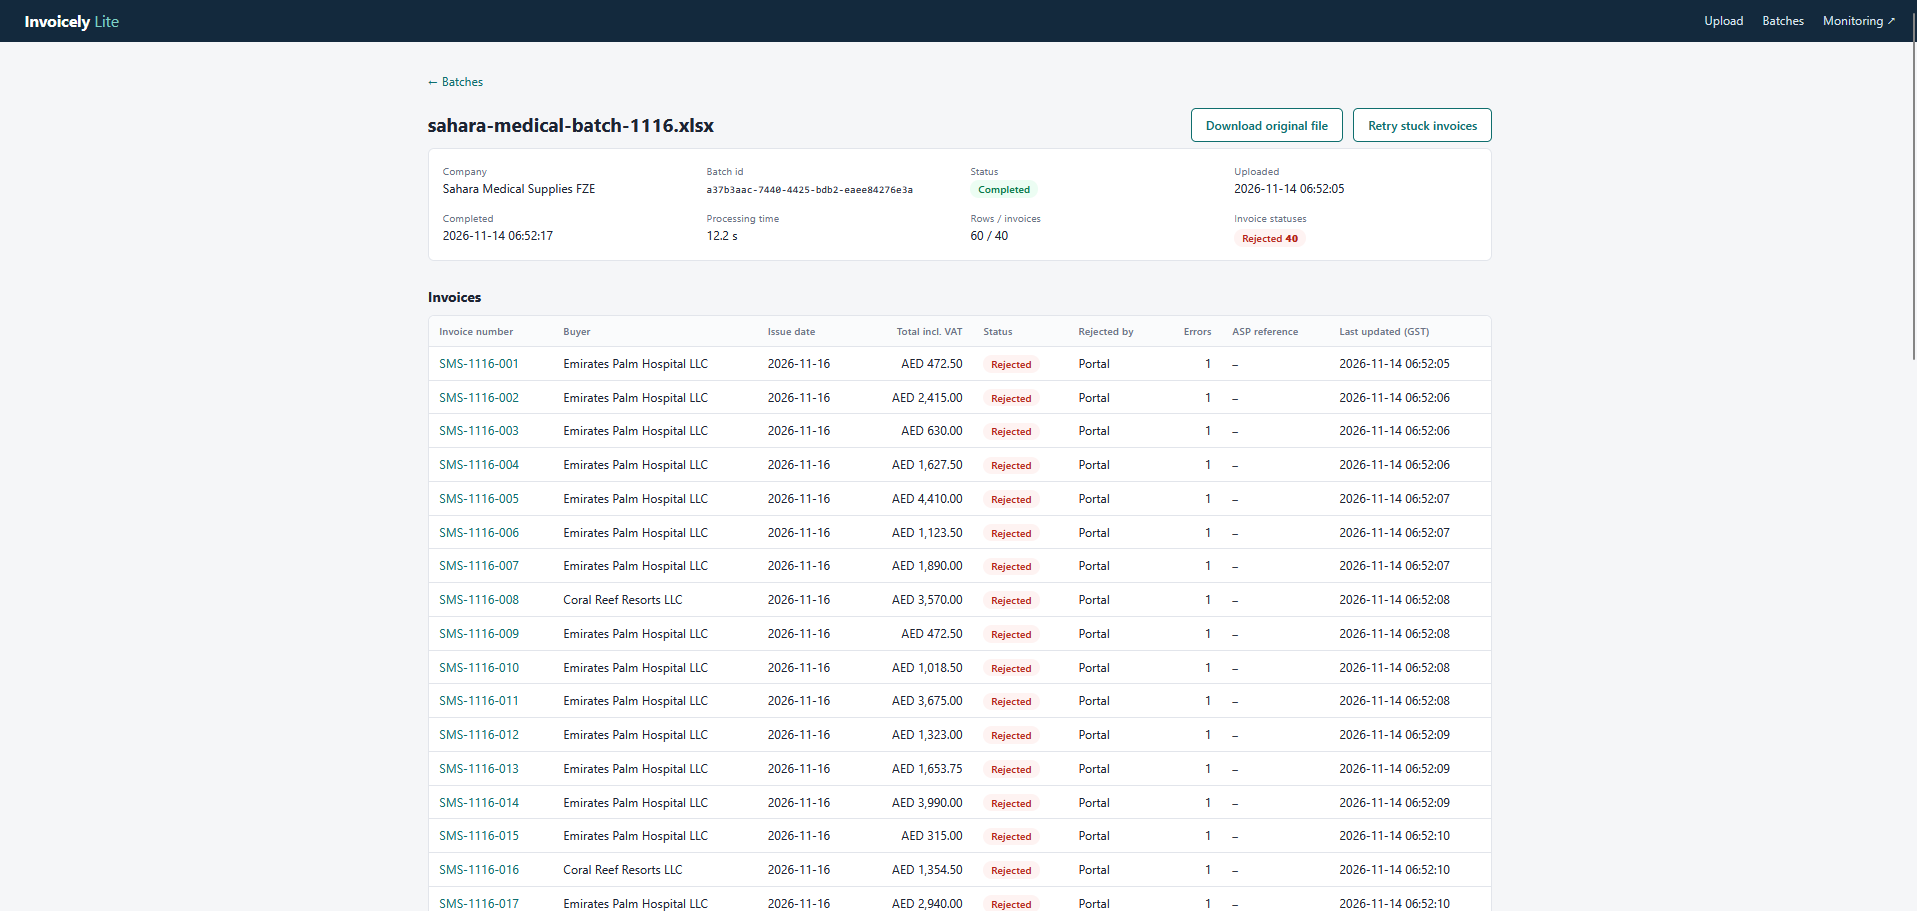 Invoicely Lite
Upload Batches Monitoring ↗
← Batches
sahara-medical-batch-1116.xlsx
Download original file
Retry stuck invoices
Company Batch id Status Uploaded
Sahara Medical Supplies FZE a37b3aac-7440-4425-bdb2-eaee84276e3a Completed 2026-11-14 06:52:05
Completed Processing time Rows / invoices Invoice statuses
2026-11-14 06:52:17 12.2 s 60 / 40 Rejected 40
Invoices
Invoice number Buyer Issue date Total incl. VAT Status Rejected by Errors ASP reference Last updated (GST)
SMS-1116-001 Emirates Palm Hospital LLC 2026-11-16 AED 472.50 Rejected Portal 1 – 2026-11-14 06:52:05
SMS-1116-002 Emirates Palm Hospital LLC 2026-11-16 AED 2,415.00 Rejected Portal 1 – 2026-11-14 06:52:06
SMS-1116-003 Emirates Palm Hospital LLC 2026-11-16 AED 630.00 Rejected Portal 1 – 2026-11-14 06:52:06
SMS-1116-004 Emirates Palm Hospital LLC 2026-11-16 AED 1,627.50 Rejected Portal 1 – 2026-11-14 06:52:06
SMS-1116-005 Emirates Palm Hospital LLC 2026-11-16 AED 4,410.00 Rejected Portal 1 – 2026-11-14 06:52:07
SMS-1116-006 Emirates Palm Hospital LLC 2026-11-16 AED 1,123.50 Rejected Portal 1 – 2026-11-14 06:52:07
SMS-1116-007 Emirates Palm Hospital LLC 2026-11-16 AED 1,890.00 Rejected Portal 1 – 2026-11-14 06:52:07
SMS-1116-008 Coral Reef Resorts LLC 2026-11-16 AED 3,570.00 Rejected Portal 1 – 2026-11-14 06:52:08
SMS-1116-009 Emirates Palm Hospital LLC 2026-11-16 AED 472.50 Rejected Portal 1 – 2026-11-14 06:52:08
SMS-1116-010 Emirates Palm Hospital LLC 2026-11-16 AED 1,018.50 Rejected Portal 1 – 2026-11-14 06:52:08
SMS-1116-011 Emirates Palm Hospital LLC 2026-11-16 AED 3,675.00 Rejected Portal 1 – 2026-11-14 06:52:08
SMS-1116-012 Emirates Palm Hospital LLC 2026-11-16 AED 1,323.00 Rejected Portal 1 – 2026-11-14 06:52:09
SMS-1116-013 Emirates Palm Hospital LLC 2026-11-16 AED 1,653.75 Rejected Portal 1 – 2026-11-14 06:52:09
SMS-1116-014 Emirates Palm Hospital LLC 2026-11-16 AED 3,990.00 Rejected Portal 1 – 2026-11-14 06:52:09
SMS-1116-015 Emirates Palm Hospital LLC 2026-11-16 AED 315.00 Rejected Portal 1 – 2026-11-14 06:52:10
SMS-1116-016 Coral Reef Resorts LLC 2026-11-16 AED 1,354.50 Rejected Portal 1 – 2026-11-14 06:52:10
SMS-1116-017 Emirates Palm Hospital LLC 2026-11-16 AED 2,940.00 Rejected Portal 1 – 2026-11-14 06:52:10